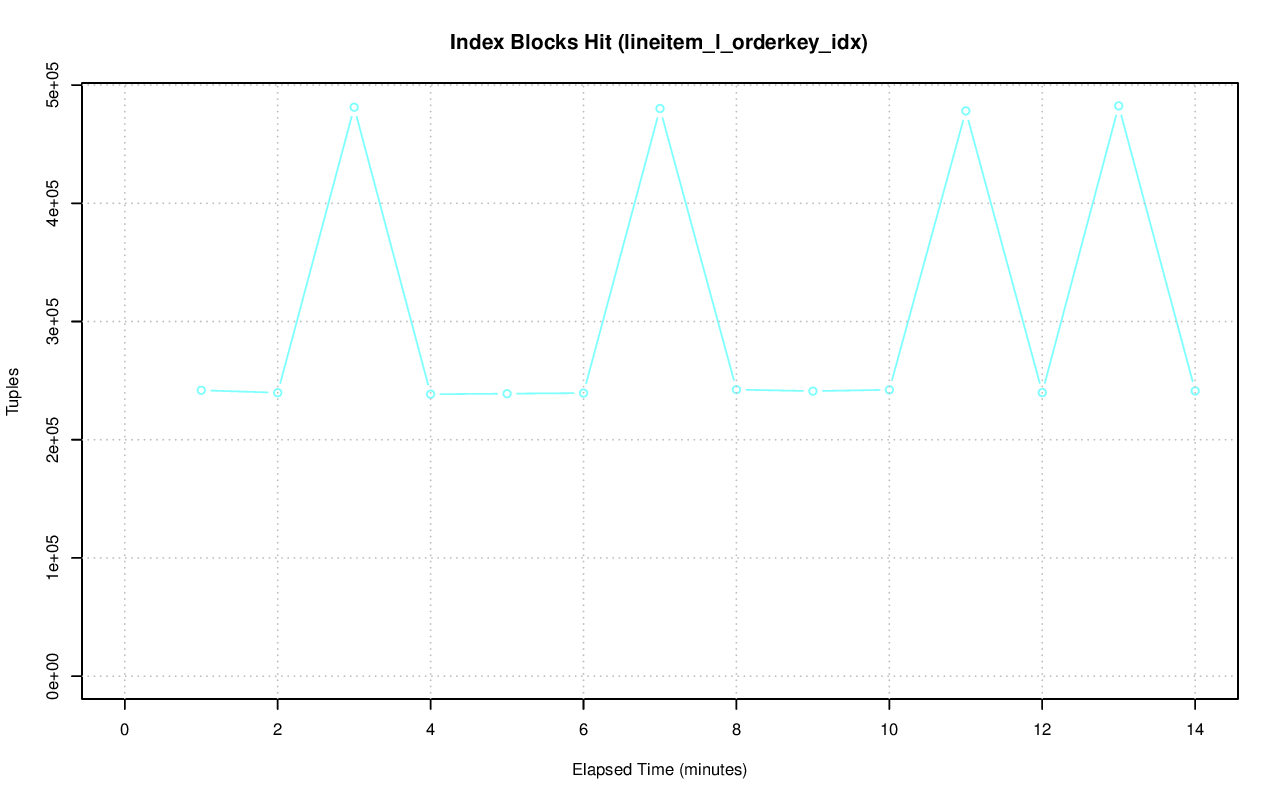 Index Blocks Hit (lineitem_l_orderkey_idx)
Tuples
5e+05
4e+05
3e+05
2e+05
1e+05
0e+00
0 2 4 6 8 10 12 14
Elapsed Time (minutes)